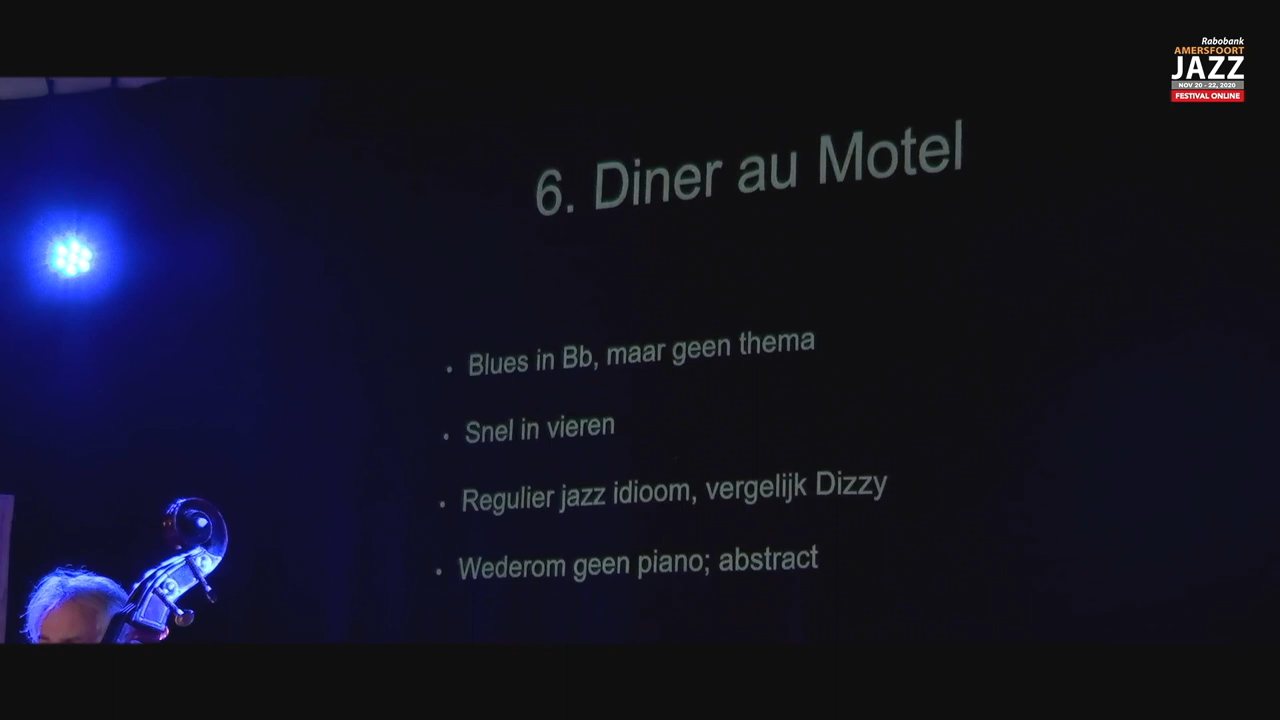 Rabobank
AMERSFOORT
JAZZ
NOV 20 - 22, 2020
FESTIVAL ONLINE
6. Diner au Motel
• Blues in Bb, maar geen thema
• Snel in vieren
• Regulier jazz idioom, vergelijk Dizzy
• Wederom geen piano; abstract